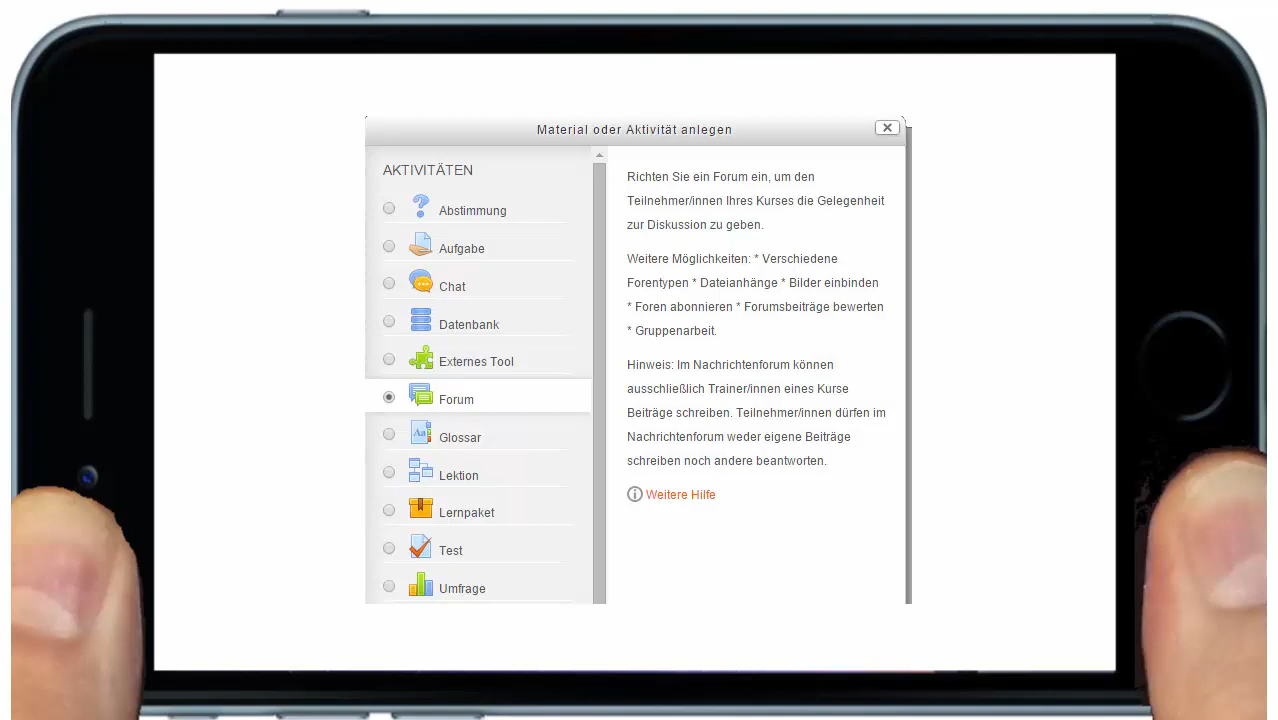 Material oder Aktivität anlegen
AKTIVITÄTEN
Abstimmung
Aufgabe
Chat
Datenbank
Externes Tool
Forum
Glossar
Lektion
Lernpaket
Test
Umfrage
Richten Sie ein Forum ein, um den
Teilnehmer/innen Ihres Kurses die Gelegenheit
zur Diskussion zu geben.
Weitere Möglichkeiten: * Verschiedene
Forentypen * Dateianhänge * Bilder einbinden
* Foren abonnieren * Forumsbeiträge bewerten
* Gruppenarbeit.
Hinweis: Im Nachrichtenforum können
ausschließlich Trainer/innen eines Kurse
Beiträge schreiben. Teilnehmer/innen dürfen im
Nachrichtenforum weder eigene Beiträge
schreiben noch andere beantworten.
Weitere Hilfe